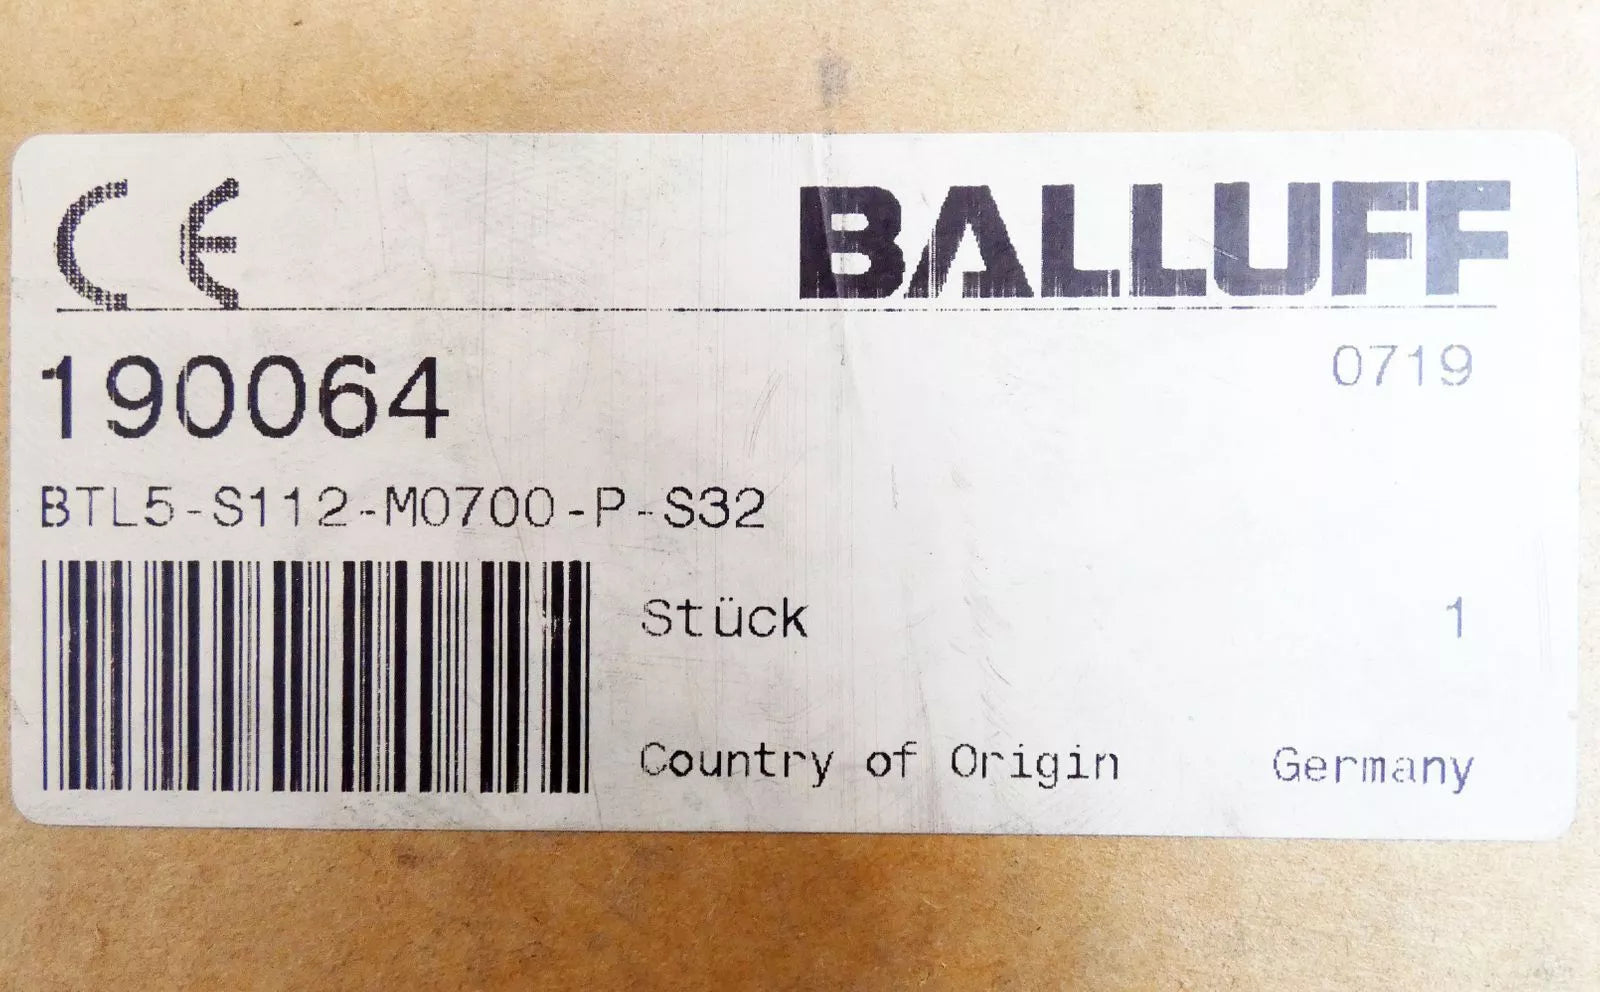 CE BALLUFF
190064 0719
BTL5-S112-M0700-P-S32
Stück 1
Country of Origin Germany